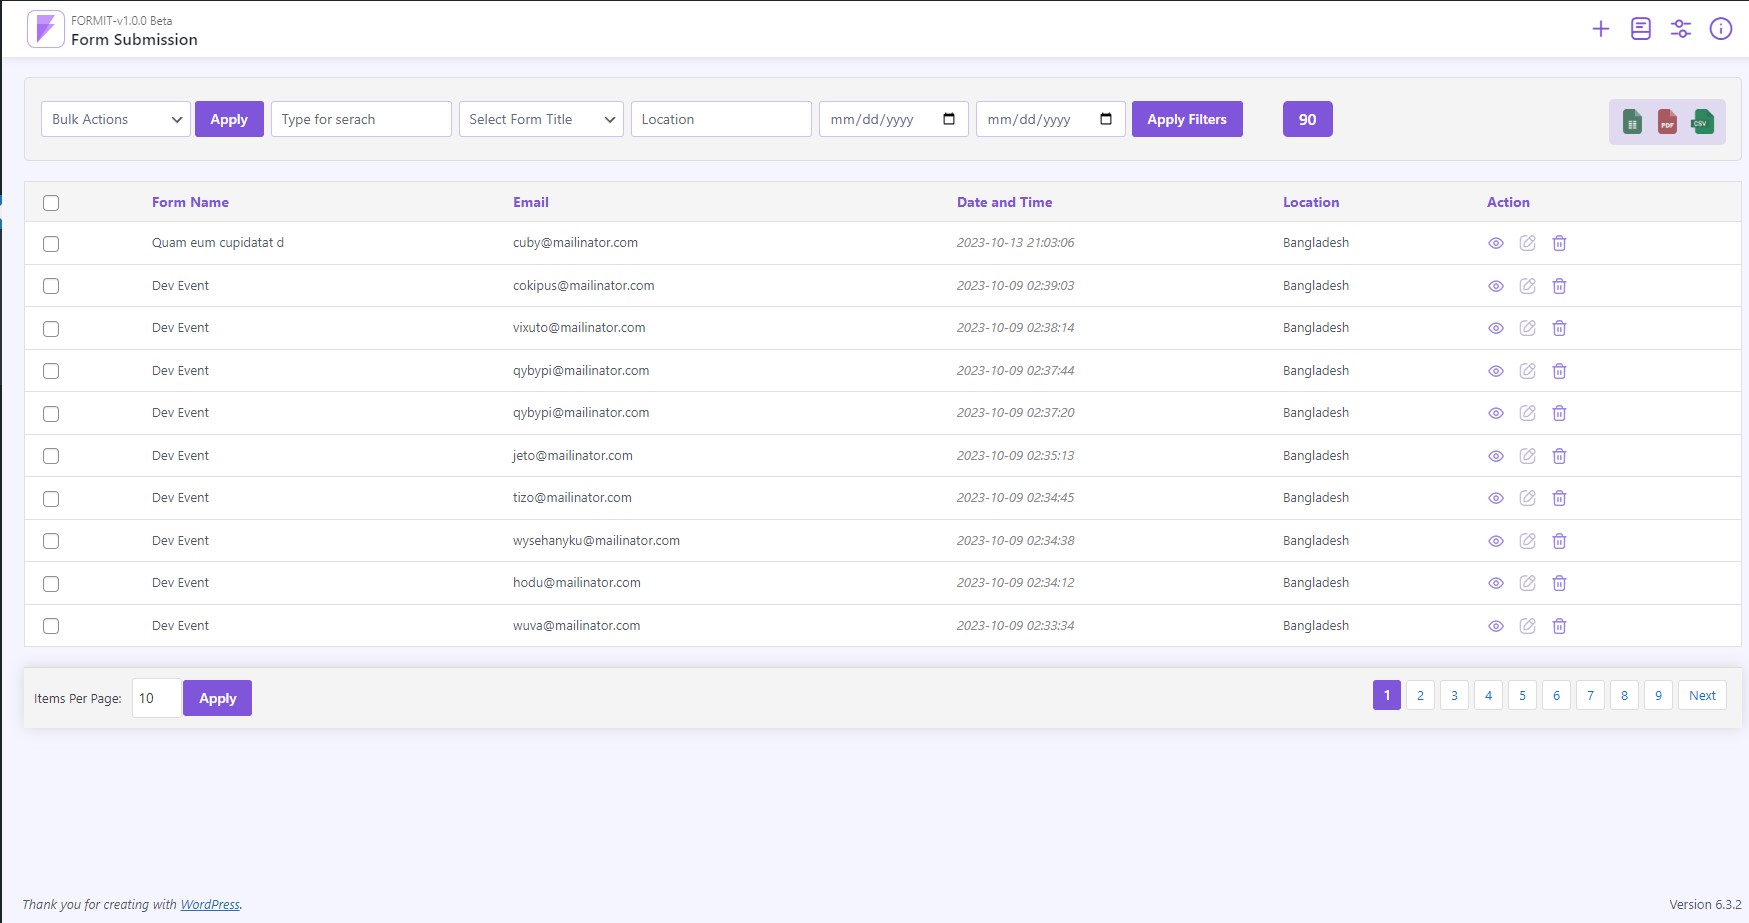 FORMIT-v1.0.0 Beta
Form Submission
Bulk Actions Apply Type for serach Select Form Title Location mm/dd/yyyy mm/dd/yyyy Apply Filters 90 PDF CSV
Form Name Email Date and Time Location Action
Quam eum cupidatat d cuby@mailinator.com 2023-10-13 21:03:06 Bangladesh
Dev Event cokipus@mailinator.com 2023-10-09 02:39:03 Bangladesh
Dev Event vixuto@mailinator.com 2023-10-09 02:38:14 Bangladesh
Dev Event qybypi@mailinator.com 2023-10-09 02:37:44 Bangladesh
Dev Event qybypi@mailinator.com 2023-10-09 02:37:20 Bangladesh
Dev Event jeto@mailinator.com 2023-10-09 02:35:13 Bangladesh
Dev Event tizo@mailinator.com 2023-10-09 02:34:45 Bangladesh
Dev Event wysehanyku@mailinator.com 2023-10-09 02:34:38 Bangladesh
Dev Event hodu@mailinator.com 2023-10-09 02:34:12 Bangladesh
Dev Event wuva@mailinator.com 2023-10-09 02:33:34 Bangladesh
Items Per Page: 10 Apply 1 2 3 4 5 6 7 8 9 Next
Thank you for creating with WordPress. Version 6.3.2